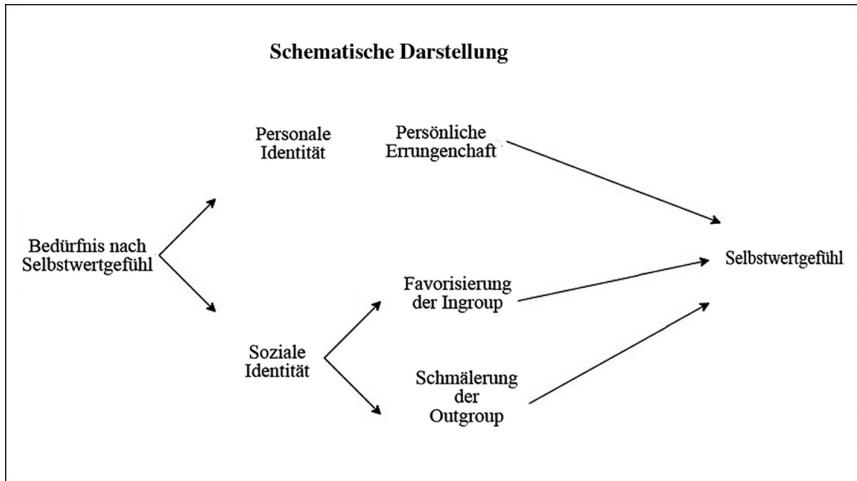 Schematische Darstellung
Personale
Identität
Persönliche
Errungenchaft
Bedürfnis nach
Selbstwertgefühl
Soziale
Identität
Favorisierung
der Ingroup
Schmälerung
der
Outgroup
Selbstwertgefühl